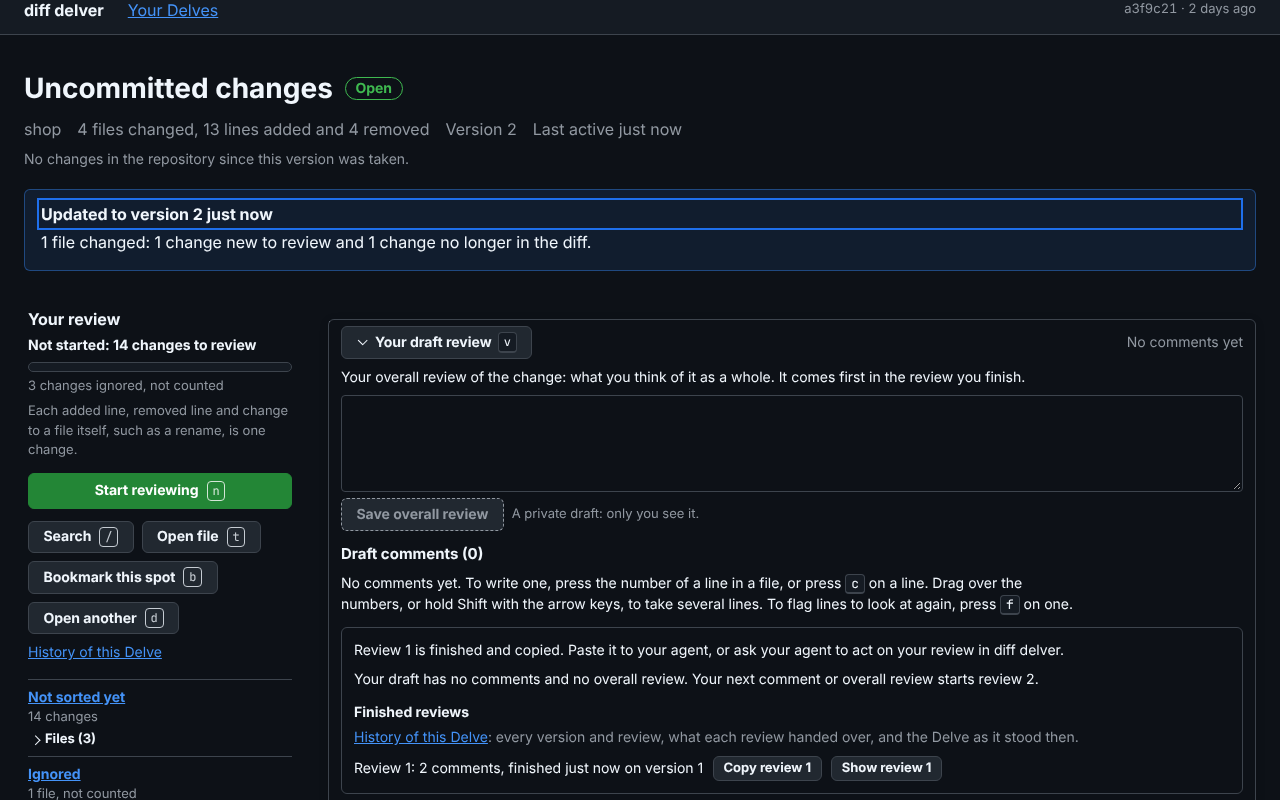 diff delver Your Delves a3f9c21 · 2 days ago
Uncommitted changes Open
shop 4 files changed, 13 lines added and 4 removed Version 2 Last active just now
No changes in the repository since this version was taken.
Updated to version 2 just now
1 file changed: 1 change new to review and 1 change no longer in the diff.
Your review
Not started: 14 changes to review
3 changes ignored, not counted
Each added line, removed line and change
to a file itself, such as a rename, is one
change.
Start reviewing n
Search / Open file t
Bookmark this spot b
Open another d
History of this Delve
Not sorted yet
14 changes
Files (3)
Ignored
1 file, not counted
Your draft review v No comments yet
Your overall review of the change: what you think of it as a whole. It comes first in the review you finish.
Save overall review A private draft: only you see it.
Draft comments (0)
No comments yet. To write one, press the number of a line in a file, or press c on a line. Drag over the
numbers, or hold Shift with the arrow keys, to take several lines. To flag lines to look at again, press f on one.
Review 1 is finished and copied. Paste it to your agent, or ask your agent to act on your review in diff delver.
Your draft has no comments and no overall review. Your next comment or overall review starts review 2.
Finished reviews
History of this Delve: every version and review, what each review handed over, and the Delve as it stood then.
Review 1: 2 comments, finished just now on version 1 Copy review 1 Show review 1